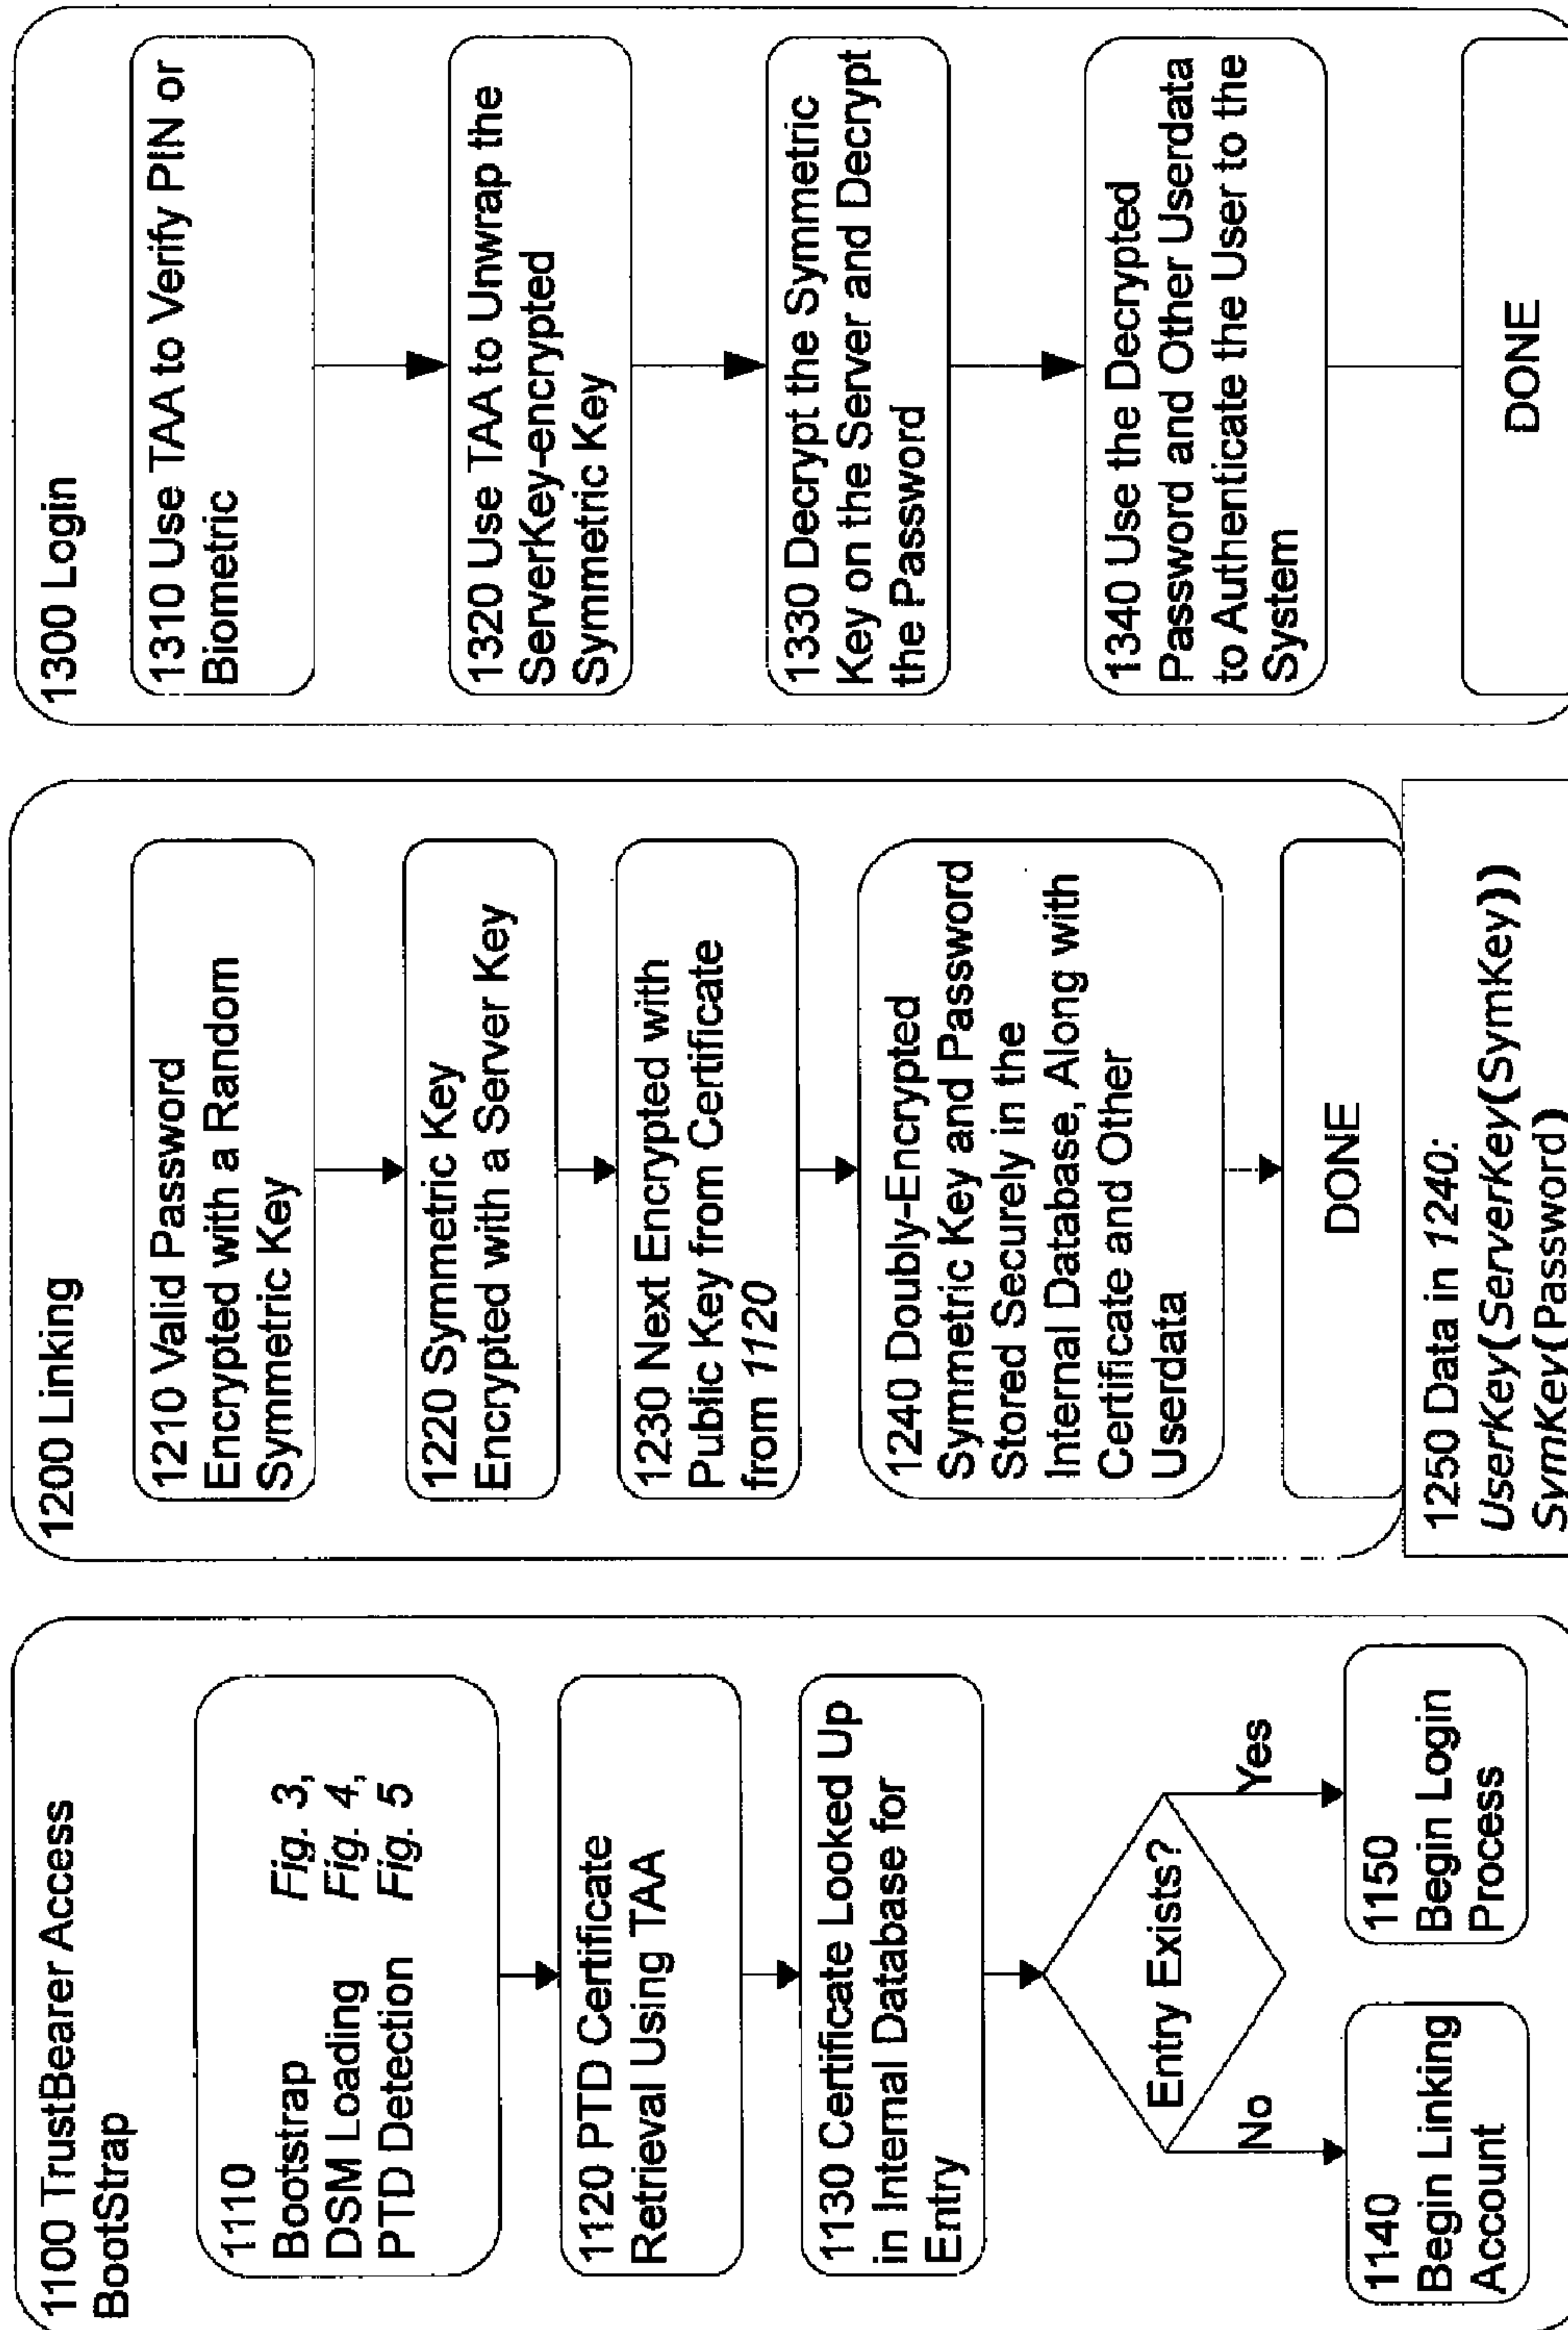 1100 TrustBearer Access
BootStrap
1110
Bootstrap Fig. 3,
DSM Loading Fig. 4,
PTD Detection Fig. 5
1120 PTD Certificate
Retrieval Using TAA
1130 Certificate Looked Up
in Internal Database for
Entry
Entry Exists?
No
Yes
1140
Begin Linking
Account
1150
Begin Login
Process
1200 Linking
1210 Valid Password
Encrypted with a Random
Symmetric Key
1220 Symmetric Key
Encrypted with a Server Key
1230 Next Encrypted with
Public Key from Certificate
from 1120
1240 Doubly-Encrypted
Symmetric Key and Password
Stored Securely in the
Internal Database, Along with
Certificate and Other
Userdata
DONE
1250 Data in 1240:
UserKey(ServerKey(SymKey))
SymKey(Password)
1300 Login
1310 Use TAA to Verify PIN or
Biometric
1320 Use TAA to Unwrap the
ServerKey-encrypted
Symmetric Key
1330 Decrypt the Symmetric
Key on the Server and Decrypt
the Password
1340 Use the Decrypted
Password and Other Userdata
to Authenticate the User to the
System
DONE